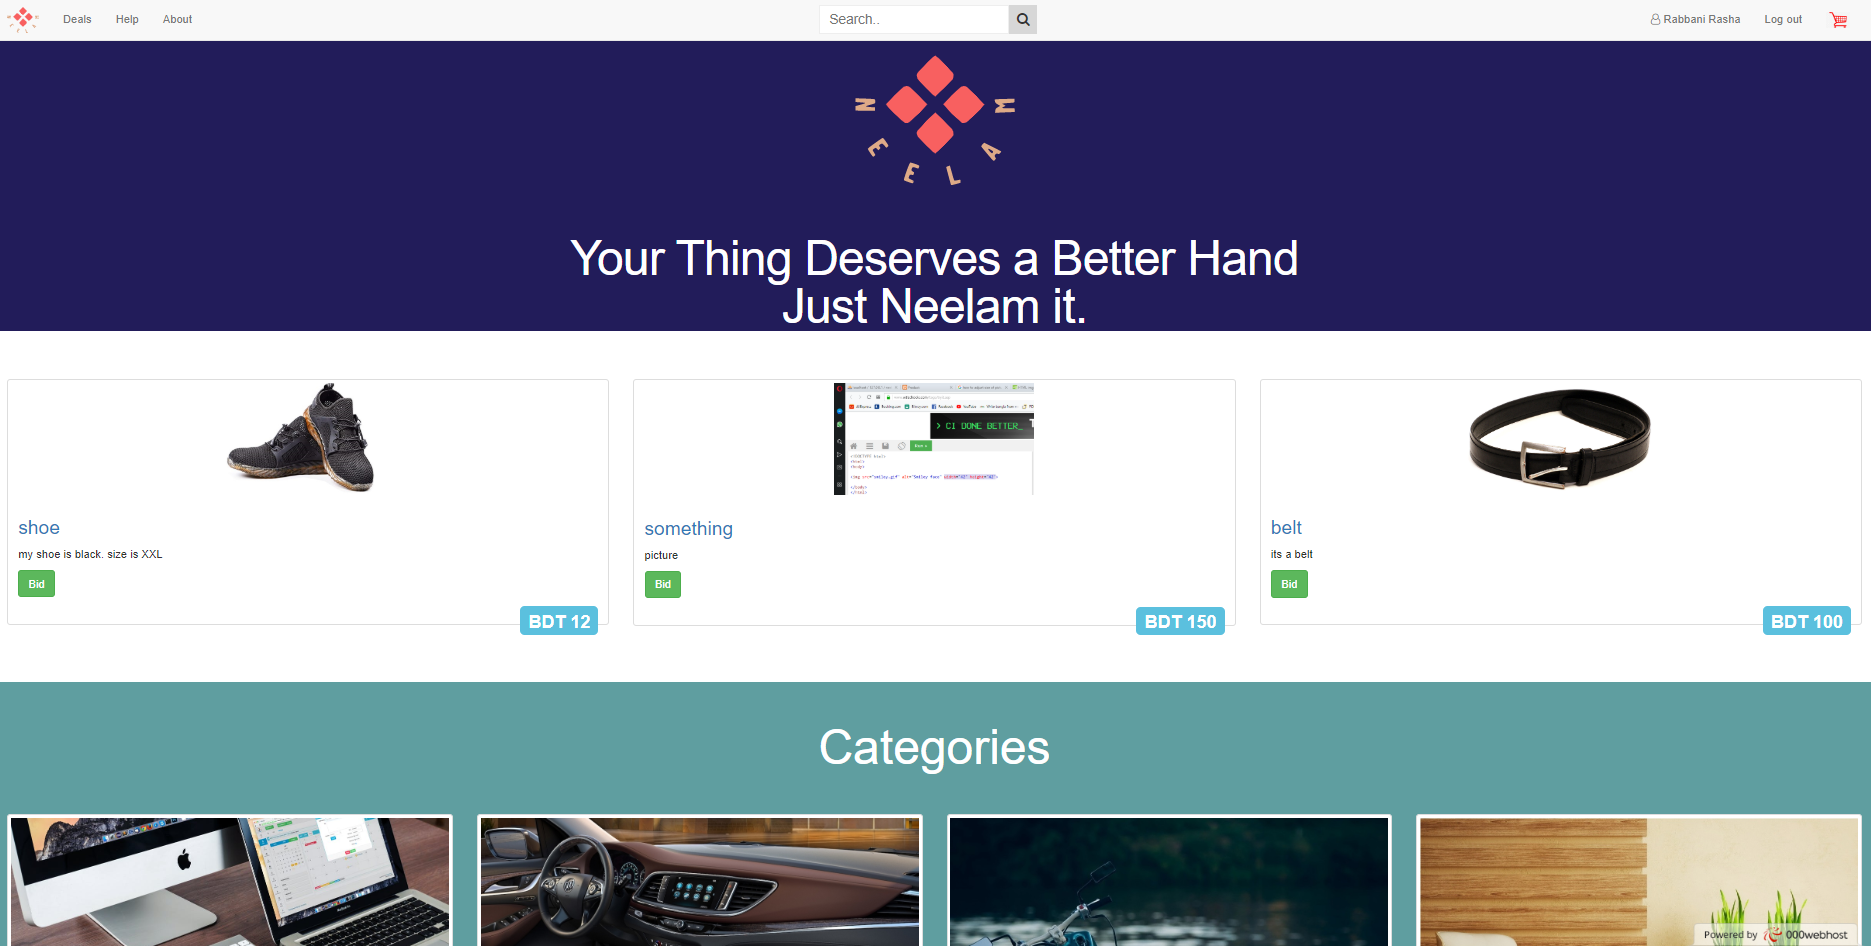 Deals Help About
Search..
Rabbani Rasha Log out
NEELAM
Your Thing Deserves a Better Hand
Just Neelam it.
> CI DONE BETTER_
shoe
my shoe is black. size is XXL
Bid
BDT 12
something
picture
Bid
BDT 150
belt
its a belt
Bid
BDT 100
Categories
Powered by 000webhost